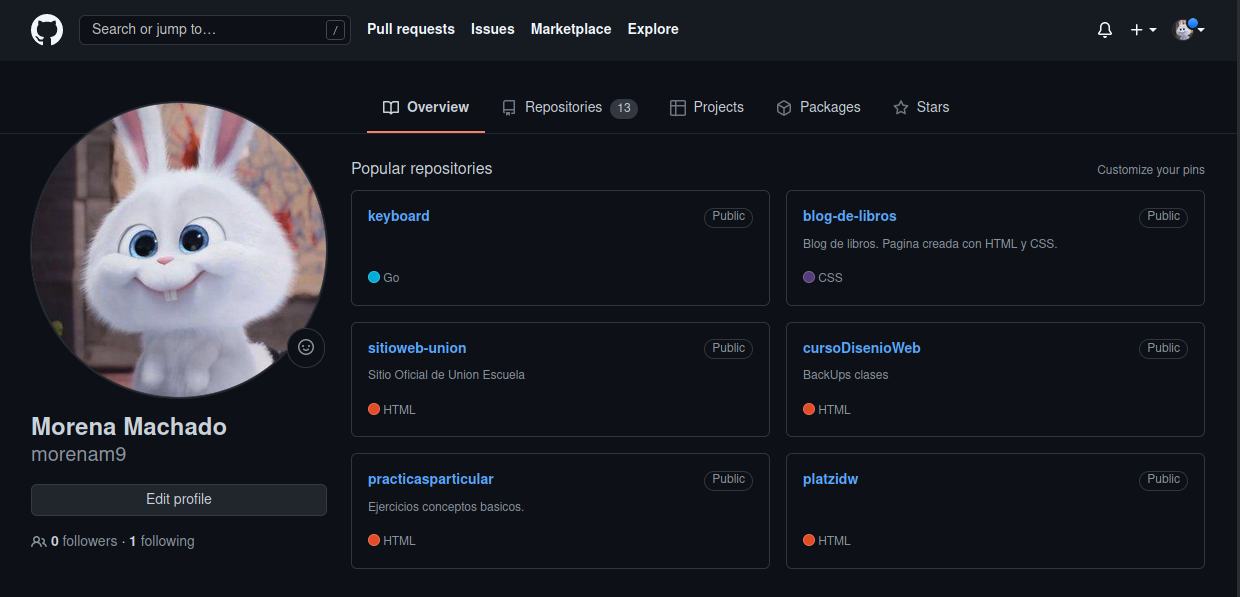 Search or jump to…
/
Pull requests
Issues
Marketplace
Explore
Overview
Repositories 13
Projects
Packages
Stars
Morena Machado
morenam9
Edit profile
0 followers · 1 following
Popular repositories
Customize your pins
keyboard
Public
Go
blog-de-libros
Public
Blog de libros. Pagina creada con HTML y CSS.
CSS
sitioweb-union
Public
Sitio Oficial de Union Escuela
HTML
cursoDisenioWeb
Public
BackUps clases
HTML
practicasparticular
Public
Ejercicios conceptos basicos.
HTML
platzidw
Public
HTML